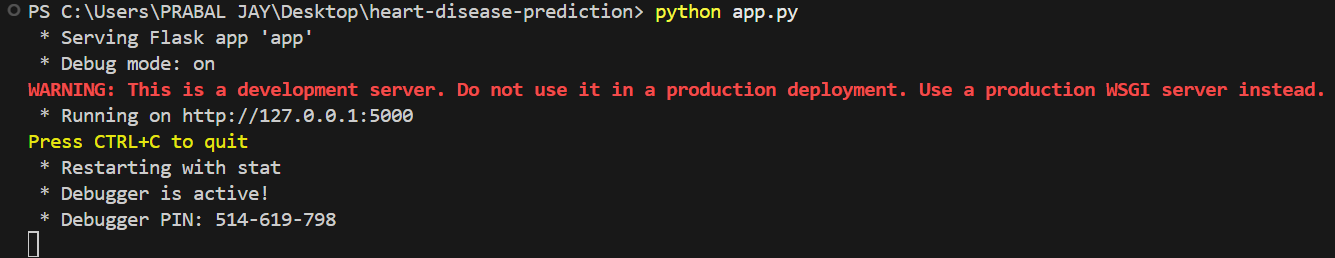 PS C:\Users\PRABAL JAY\Desktop\heart-disease-prediction> python app.py
 * Serving Flask app 'app'
 * Debug mode: on
WARNING: This is a development server. Do not use it in a production deployment. Use a production WSGI server instead.
 * Running on http://127.0.0.1:5000
Press CTRL+C to quit
 * Restarting with stat
 * Debugger is active!
 * Debugger PIN: 514-619-798